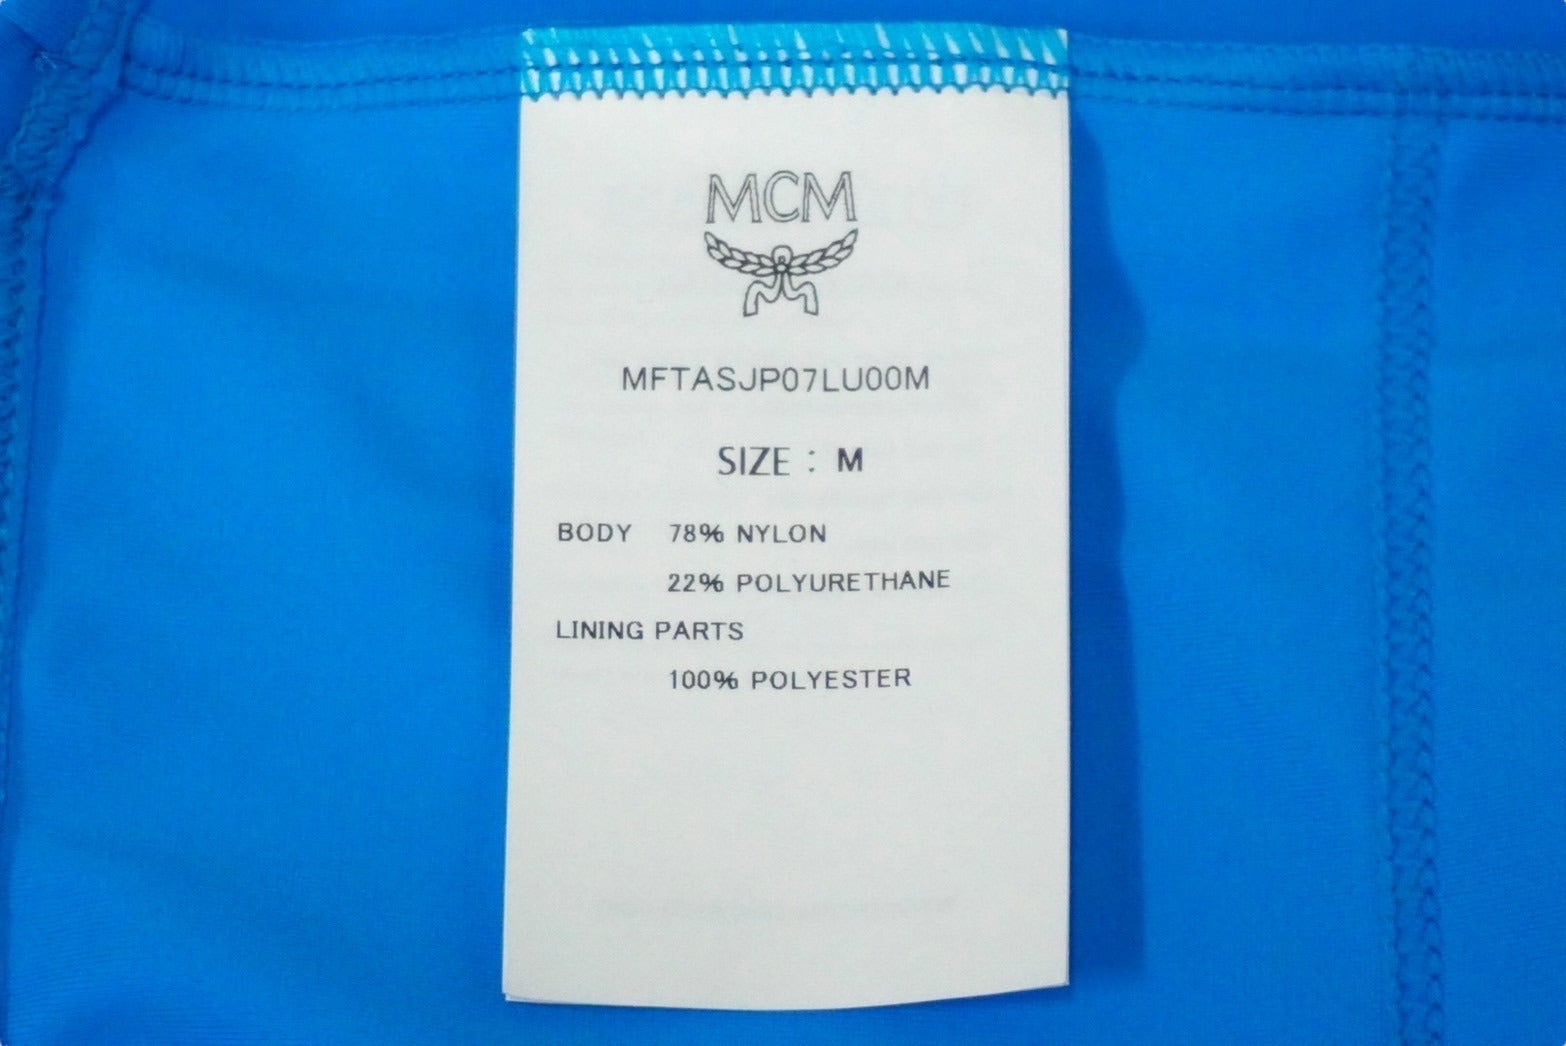 MCM
MFTASJP07LU00M
SIZE : M
BODY 78% NYLON
22% POLYURETHANE
LINING PARTS
100% POLYESTER